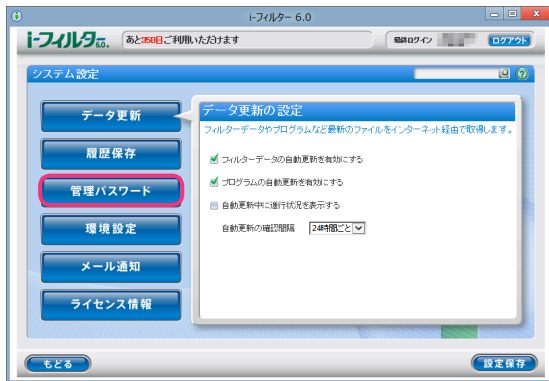 i-フィルター 6.0
i-フィルター 6.0. あと358日ご利用いただけます 最終ログイン ログアウト
システム設定
データ更新
履歴保存
管理パスワード
環境設定
メール通知
ライセンス情報
データ更新の設定
フィルターデータやプログラムなど最新のファイルをインターネット経由で取得します。
フィルターデータの自動更新を有効にする
プログラムの自動更新を有効にする
自動更新中に進行状況を表示する
自動更新の確認間隔 24時間ごと
もどる 設定保存